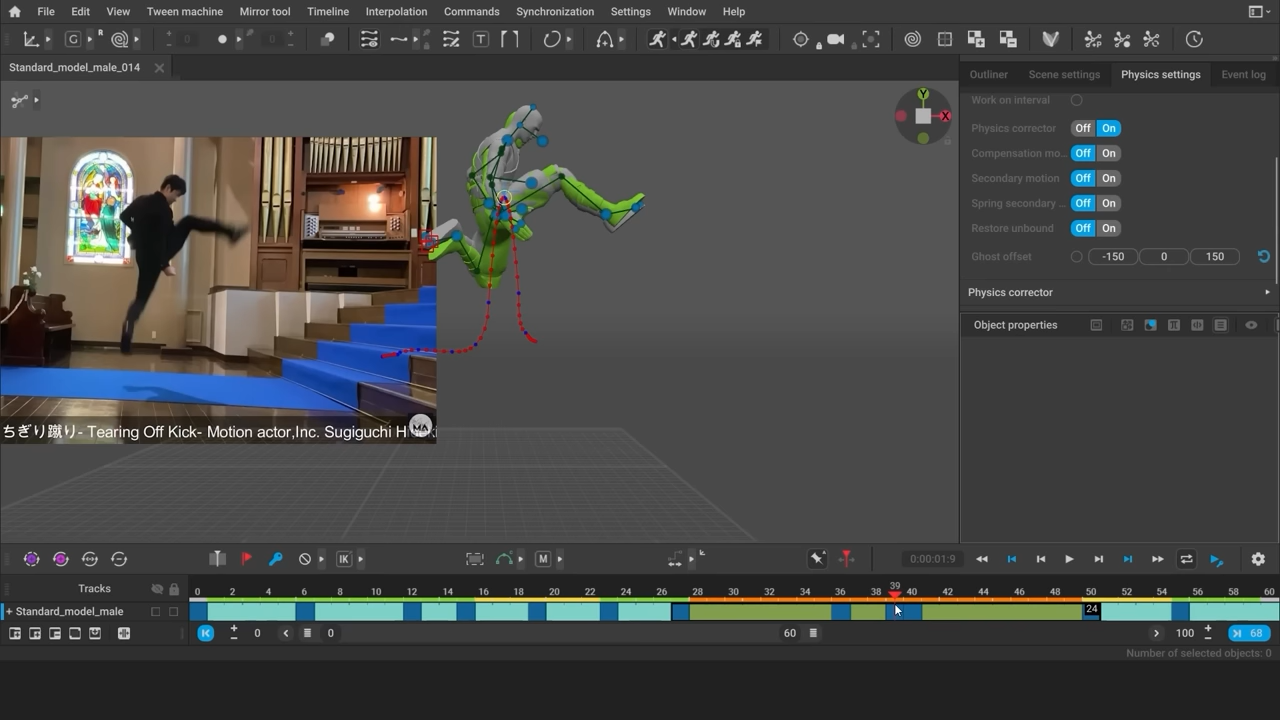 File Edit View Tween machine Mirror tool Timeline Interpolation Commands Synchronization Settings Window Help
G R 0 0 T
Standard_model_male_014
Outliner Scene settings Physics settings Event log
Y
X
Work on interval
Physics corrector Off On
Compensation mo... Off On
Secondary motion Off On
Spring secondary ... Off On
Restore unbound Off On
Ghost offset -150 0 150
Physics corrector
Object properties
ちぎり蹴り- Tearing Off Kick- Motion actor,Inc. Sugiguchi H
MA
IK M 0:00:01:9
Tracks 0 2 4 6 8 10 12 14 16 18 20 22 24 26 28 30 32 34 36 38 39 40 42 44 46 48 50 52 54 56 58 60
+ Standard_model_male 24
0 0 60 100 68
Number of selected objects: 0